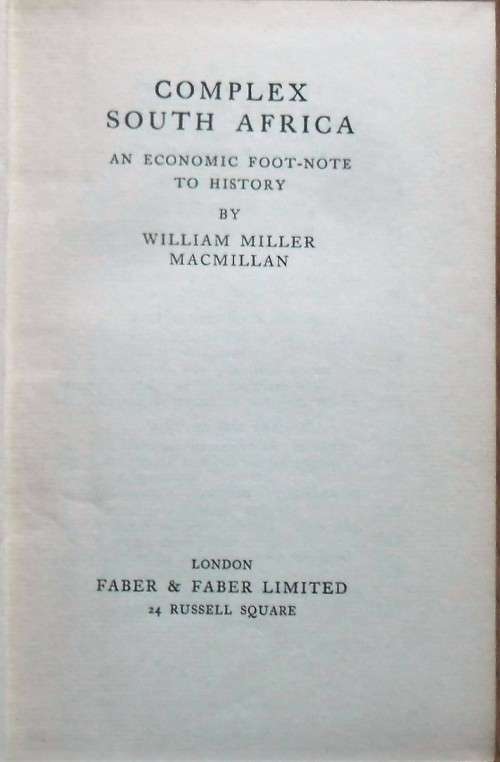 COMPLEX
SOUTH AFRICA
AN ECONOMIC FOOT-NOTE
TO HISTORY
BY
WILLIAM MILLER
MACMILLAN
LONDON
FABER & FABER LIMITED
24 RUSSELL SQUARE